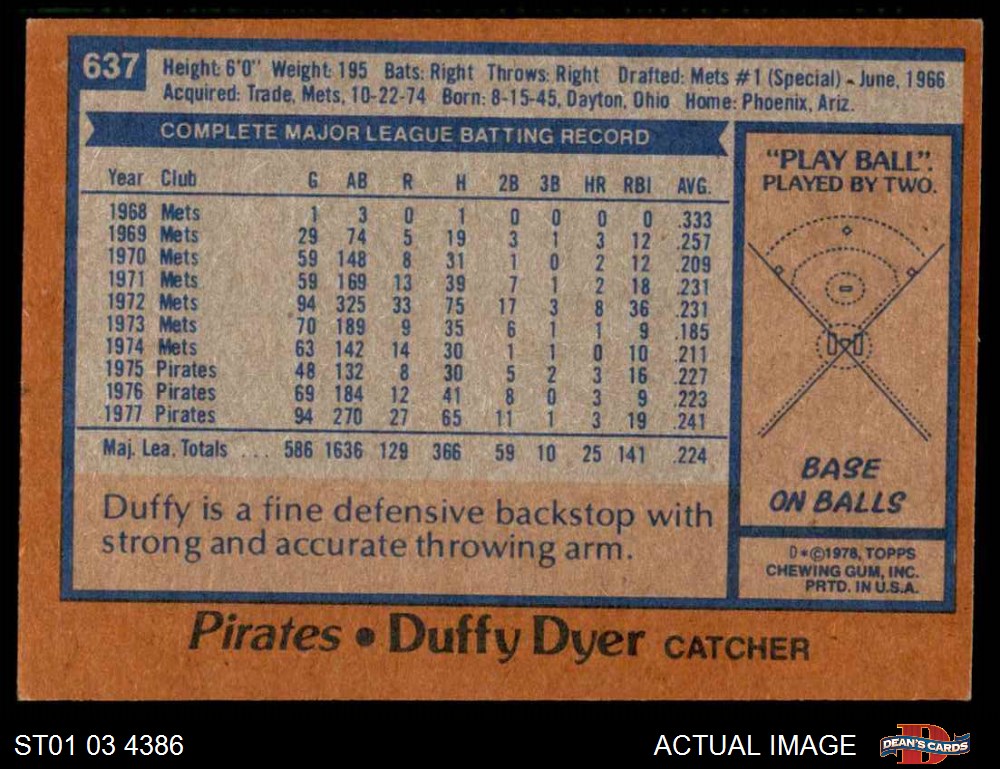 637
Height: 6'0" Weight: 195 Bats: Right Throws: Right Drafted: Mets #1 (Special) - June, 1966
Acquired: Trade, Mets, 10-22-74 Born: 8-15-45, Dayton, Ohio Home: Phoenix, Ariz.
COMPLETE MAJOR LEAGUE BATTING RECORD
Year Club G AB R H 2B 3B HR RBI AVG.
1968 Mets 1 3 0 1 0 0 0 0 .333
1969 Mets 29 74 5 19 3 1 3 12 .257
1970 Mets 59 148 8 31 1 0 2 12 .209
1971 Mets 59 169 13 39 7 1 2 18 .231
1972 Mets 94 325 33 75 17 3 8 36 .231
1973 Mets 70 189 9 35 6 1 1 9 .185
1974 Mets 63 142 14 30 1 1 0 10 .211
1975 Pirates 48 132 8 30 5 2 3 16 .227
1976 Pirates 69 184 12 41 8 0 3 9 .223
1977 Pirates 94 270 27 65 11 1 3 19 .241
Maj. Lea. Totals ... 586 1636 129 366 59 10 25 141 .224
Duffy is a fine defensive backstop with
strong and accurate throwing arm.
"PLAY BALL".
PLAYED BY TWO.
BASE
ON BALLS
D*©1978, TOPPS
CHEWING GUM, INC.
PRTD. IN U.S.A.
Pirates • Duffy Dyer CATCHER
ST01 03 4386
ACTUAL IMAGE
D
DEAN'S CARDS